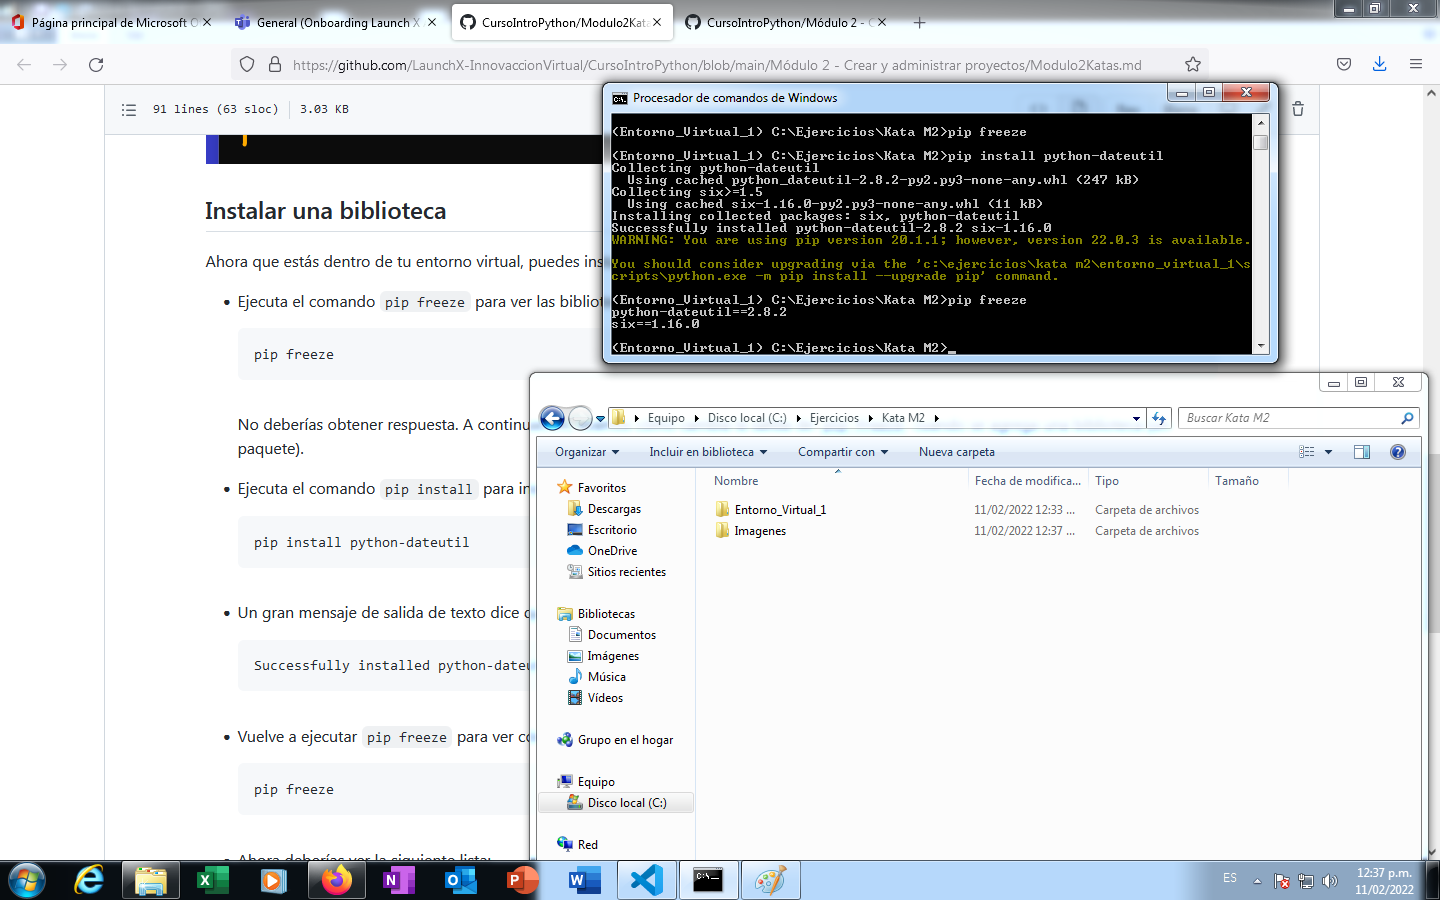 Página principal de Microsoft O
General (Onboarding Launch X
CursoIntroPython/Modulo2Kata
CursoIntroPython/Módulo 2 - C
https://github.com/LaunchX-InnovaccionVirtual/CursoIntroPython/blob/main/Módulo 2 - Crear y administrar proyectos/Modulo2Katas.md
91 lines (63 sloc)
3.03 KB
Instalar una biblioteca
Ahora que estás dentro de tu entorno virtual, puedes ins
Ejecuta el comando pip freeze para ver las bibliot
pip freeze
No deberías obtener respuesta. A continu
paquete).
Ejecuta el comando pip install para in
pip install python-dateutil
Un gran mensaje de salida de texto dice
Successfully installed python-dateu
Vuelve a ejecutar pip freeze para ver co
pip freeze
Ahora deberías ver la siguiente lista:
Procesador de comandos de Windows
(Entorno_Virtual_1) C:\Ejercicios\Kata M2>pip freeze
(Entorno_Virtual_1) C:\Ejercicios\Kata M2>pip install python-dateutil
Collecting python-dateutil
Using cached python_dateutil-2.8.2-py2.py3-none-any.whl (247 kB)
Collecting six>=1.5
Using cached six-1.16.0-py2.py3-none-any.whl (11 kB)
Installing collected packages: six, python-dateutil
Successfully installed python-dateutil-2.8.2 six-1.16.0
WARNING: You are using pip version 20.1.1; however, version 22.0.3 is available.
You should consider upgrading via the 'c:\ejercicios\kata m2\entorno_virtual_1\s
cripts\python.exe -m pip install --upgrade pip' command.
(Entorno_Virtual_1) C:\Ejercicios\Kata M2>pip freeze
python-dateutil==2.8.2
six==1.16.0
(Entorno_Virtual_1) C:\Ejercicios\Kata M2>_
Equipo
Disco local (C:)
Ejercicios
Kata M2
Buscar Kata M2
Organizar
Incluir en biblioteca
Compartir con
Nueva carpeta
Nombre
Fecha de modifica...
Tipo
Tamaño
Entorno_Virtual_1
11/02/2022 12:33 ...
Carpeta de archivos
Imagenes
11/02/2022 12:37 ...
Carpeta de archivos
Favoritos
Descargas
Escritorio
OneDrive
Sitios recientes
Bibliotecas
Documentos
Imágenes
Música
Vídeos
Grupo en el hogar
Equipo
Disco local (C:)
Red
ES
12:37 p.m.
11/02/2022